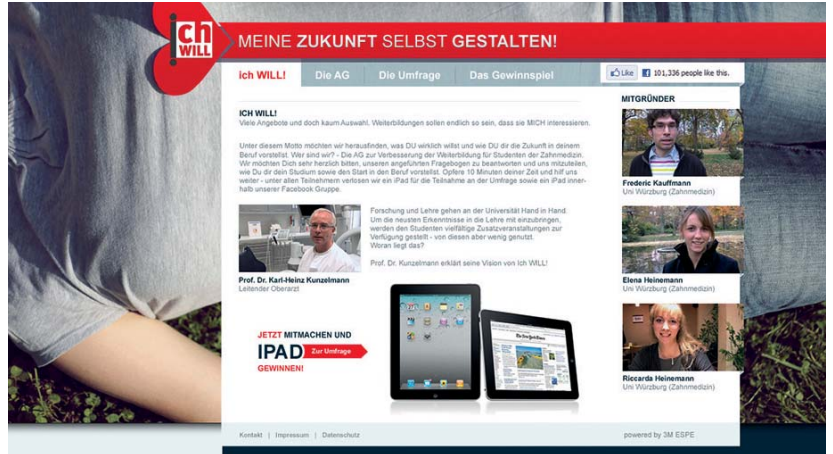 ich
WILL
MEINE ZUKUNFT SELBST GESTALTEN!
ich WILL! Die AG Die Umfrage Das Gewinnspiel
Like 101,336 people like this.
ICH WILL!
Viele Angebote und doch kaum Auswahl. Weiterbildungen sollen endlich so sein, dass sie MICH interessieren.
Unter diesem Motto möchten wir herausfinden, was DU wirklich willst und wie DU dir die Zukunft in deinem
Beruf vorstellst. Wer sind wir? - Die AG zur Verbesserung der Weiterbildung für Studenten der Zahnmedizin.
Wir möchten Dich sehr herzlich bitten, unseren angeführten Fragebogen zu beantworten und uns mitzuteilen,
wie Du dir dein Studium sowie den Start in den Beruf vorstellst. Opfere 10 Minuten deiner Zeit und hilf uns
weiter - unter allen Teilnehmern verlosen wir ein iPad für die Teilnahme an der Umfrage sowie ein iPad inner-
halb unserer Facebook Gruppe.
Forschung und Lehre gehen an der Universität Hand in Hand.
Um die neusten Erkenntnisse in die Lehre mit einzubringen,
werden den Studenten vielfältige Zusatzveranstaltungen zur
Verfügung gestellt - von diesen aber wenig genutzt.
Woran liegt das?
Prof. Dr. Kunzelmann erklärt seine Vision von Ich WILL!
Prof. Dr. Karl-Heinz Kunzelmann
Leitender Oberarzt
JETZT MITMACHEN UND
IPAD Zur Umfrage
GEWINNEN!
MITGRÜNDER
Frederic Kauffmann
Uni Würzburg (Zahnmedizin)
Elena Heinemann
Uni Würzburg (Zahnmedizin)
Riccarda Heinemann
Uni Würzburg (Zahnmedizin)
Kontakt | Impressum | Datenschutz
powered by 3M ESPE